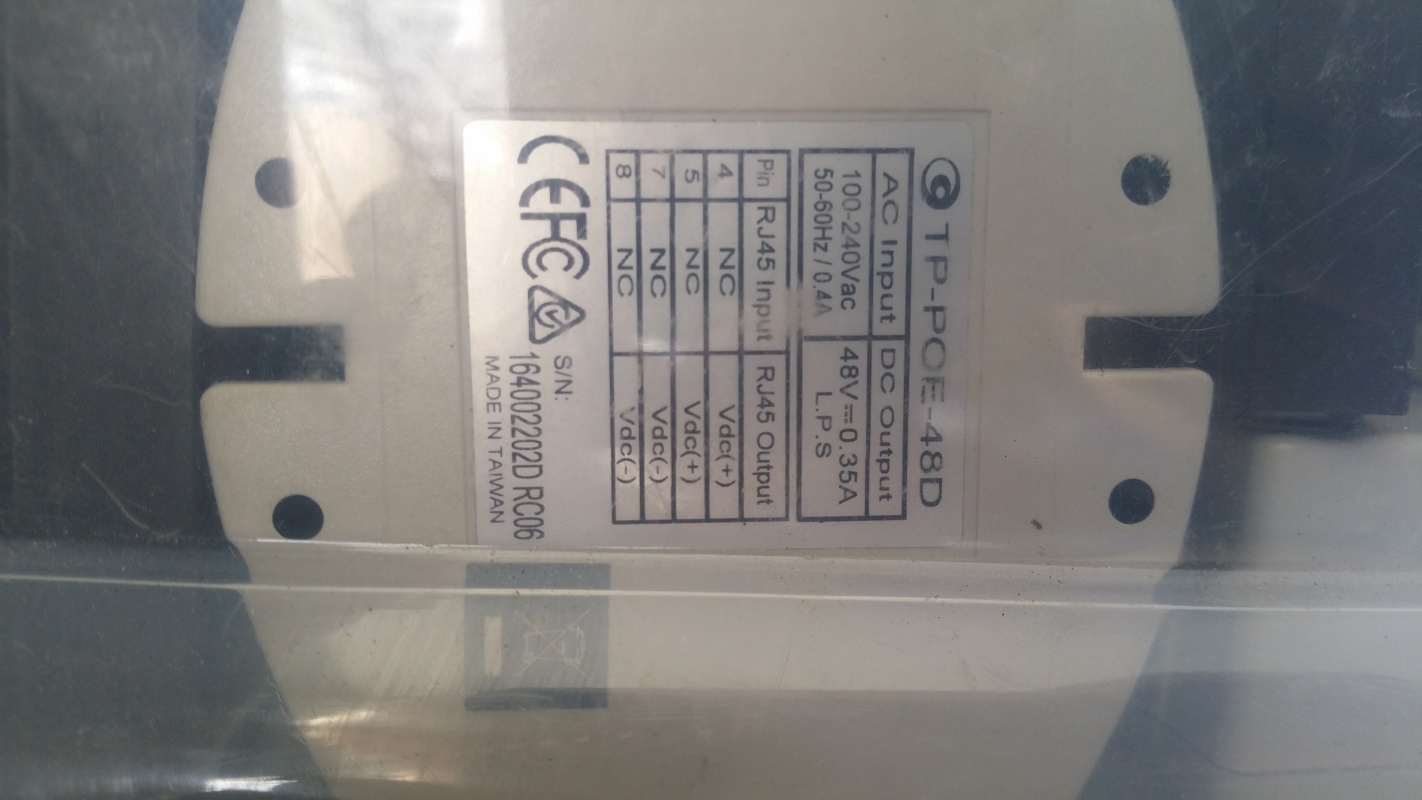 TP-POE-48D
AC Input DC Output
100-240Vac 48V⎓0.35A
50-60Hz / 0.4A L.P.S
Pin RJ45 Input RJ45 Output
4 NC Vdc(+)
5 NC Vdc(+)
7 NC Vdc(-)
8 NC Vdc(-)
CE FC
S/N:
164002202D RC06
MADE IN TAIWAN